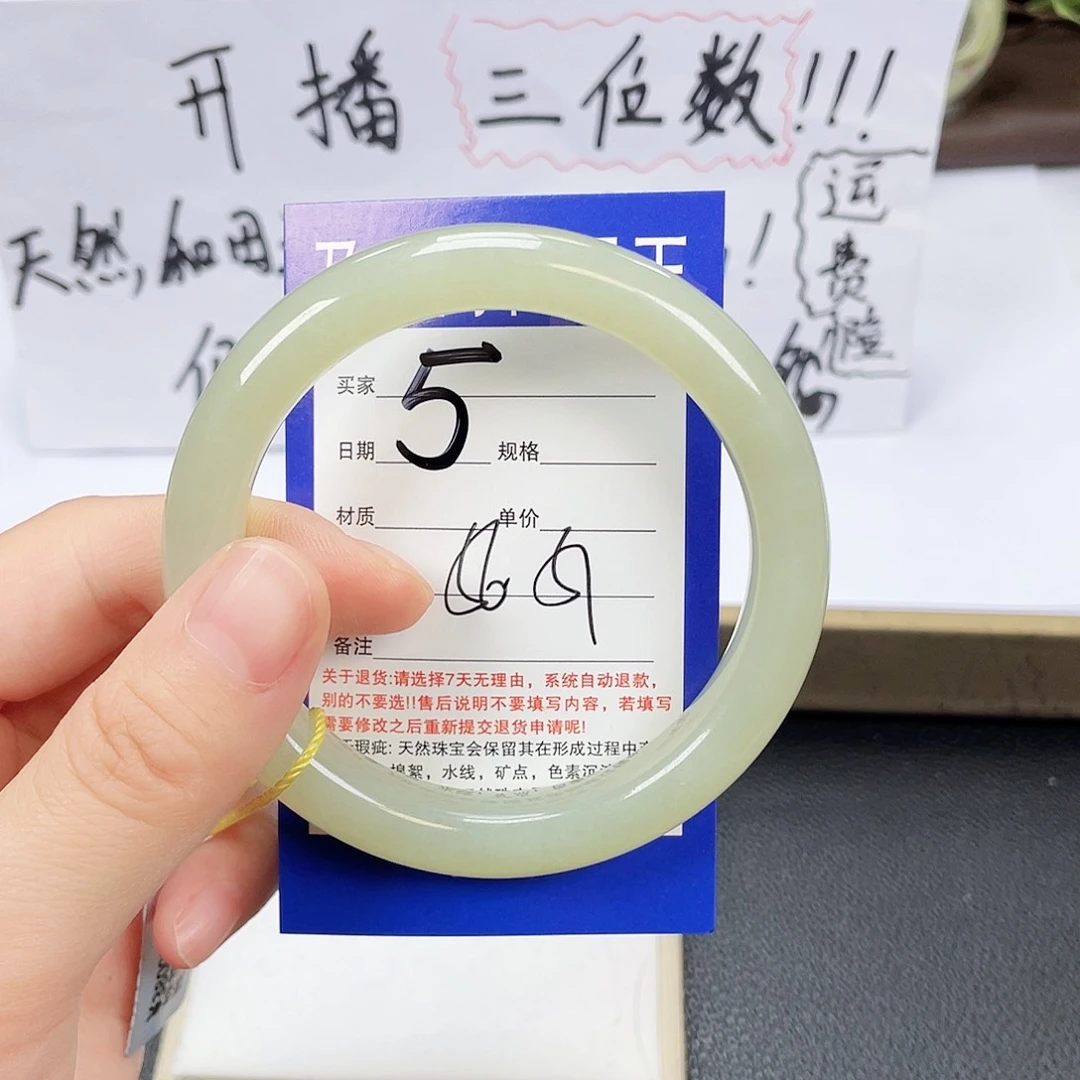 开播三位数!!!
天然,和田
!
运费险
5
买家
日期 规格
材质 单价
备注
关于退货:请选择7天无理由，系统自动退款，
别的不要选!!售后说明不要填写内容，若填写
需要修改之后重新提交退货申请呢!
瑕疵: 天然珠宝会保留其在形成过程中
棉絮，水线，矿点，色素沉